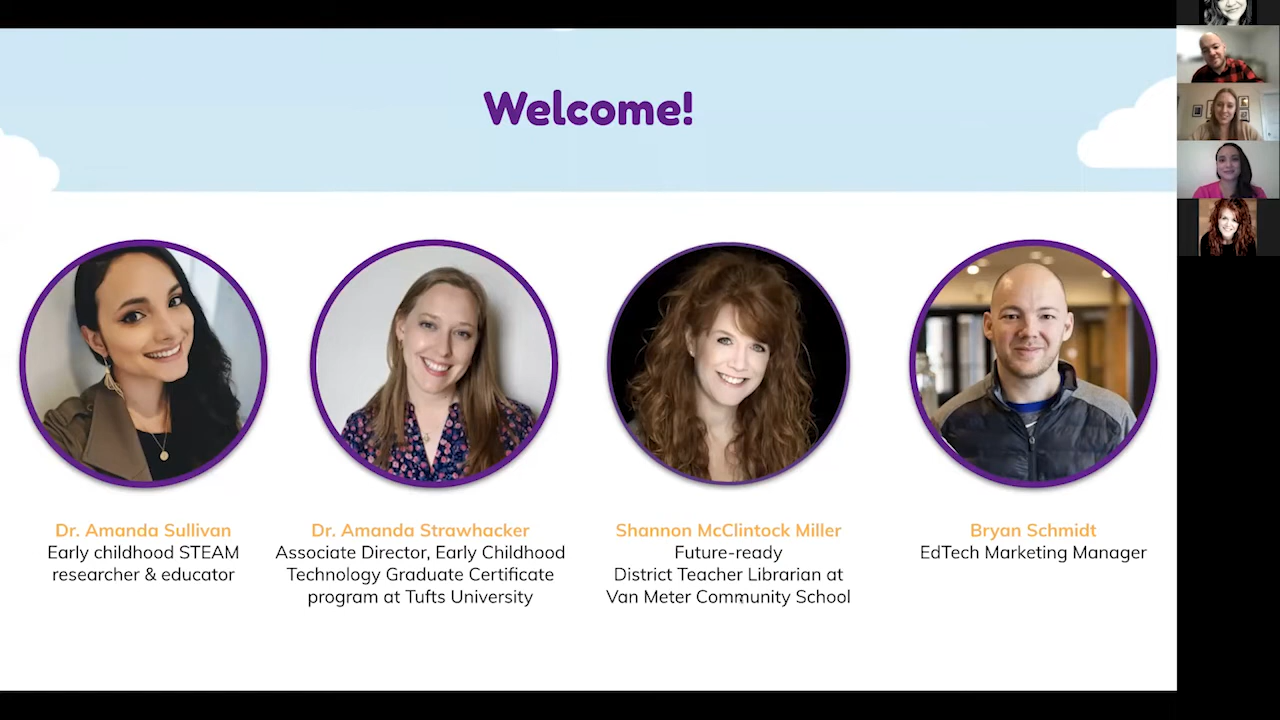 Welcome!
Dr. Amanda Sullivan
Early childhood STEAM
researcher & educator
Dr. Amanda Strawhacker
Associate Director, Early Childhood
Technology Graduate Certificate
program at Tufts University
Shannon McClintock Miller
Future-ready
District Teacher Librarian at
Van Meter Community School
Bryan Schmidt
EdTech Marketing Manager